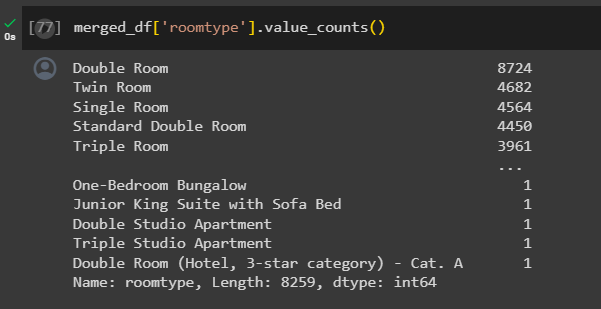 [77] merged_df['roomtype'].value_counts()
0s
Double Room 8724
Twin Room 4682
Single Room 4564
Standard Double Room 4450
Triple Room 3961
...
One-Bedroom Bungalow 1
Junior King Suite with Sofa Bed 1
Double Studio Apartment 1
Triple Studio Apartment 1
Double Room (Hotel, 3-star category) - Cat. A 1
Name: roomtype, Length: 8259, dtype: int64